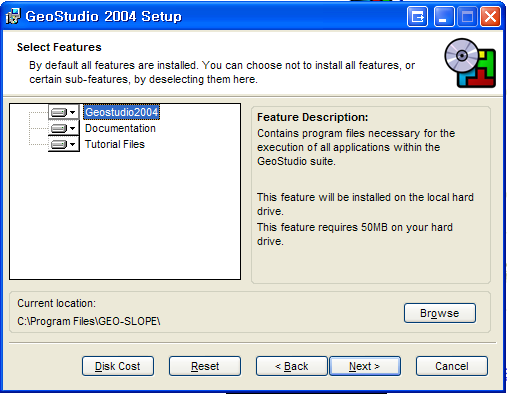 GeoStudio 2004 Setup
Select Features
By default all features are installed. You can choose not to install all features, or
certain sub-features, by deselecting them here.
Geostudio2004
Documentation
Tutorial Files
Feature Description:
Contains program files necessary for the
execution of all applications within the
GeoStudio suite.
This feature will be installed on the local hard
drive.
This feature requires 50MB on your hard
drive.
Current location:
C:\Program Files\GEO-SLOPE\
Browse
Disk Cost
Reset
< Back
Next >
Cancel